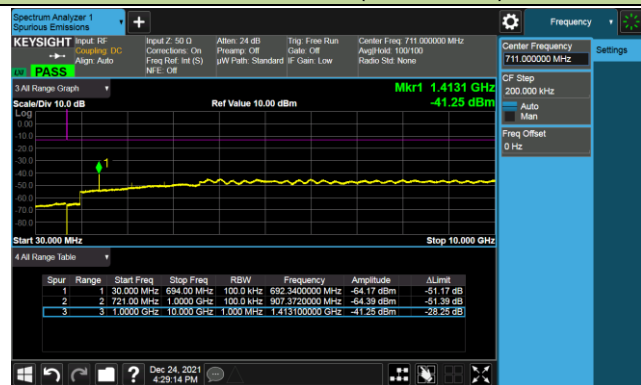 Spectrum Analyzer 1
Spurious Emissions
Frequency
KEYSIGHT Input: RF
Coupling: DC
Align: Auto
Input Z: 50 Ω
Corrections: On
Freq Ref: Int (S)
NFE: Off
Atten: 24 dB
Preamp: Off
µW Path: Standard
Trig: Free Run
Gate: Off
IF Gain: Low
Center Freq: 711.000000 MHz
Avg|Hold: 100/100
Radio Std: None
PASS
Center Frequency
711.000000 MHz
Settings
CF Step
200.000 kHz
Auto
Man
Freq Offset
0 Hz
3 All Range Graph
Mkr1 1.4131 GHz
Scale/Div 10.0 dB Ref Value 10.00 dBm -41.25 dBm
Log
0.00
-10.0
-20.0
-30.0
-40.0
-50.0
-60.0
-70.0
-80.0
1
Start 30.000 MHz Stop 10.000 GHz
4 All Range Table
Spur Range Start Freq Stop Freq RBW Frequency Amplitude ΔLimit
1 1 30.000 MHz 694.00 MHz 100.0 kHz 692.3400000 MHz -64.17 dBm -51.17 dB
2 2 721.00 MHz 1.0000 GHz 100.0 kHz 907.3720000 MHz -64.39 dBm -51.39 dB
3 3 1.0000 GHz 10.000 GHz 1.000 MHz 1.413100000 GHz -41.25 dBm -28.25 dB
?
Dec 24, 2021
4:29:14 PM